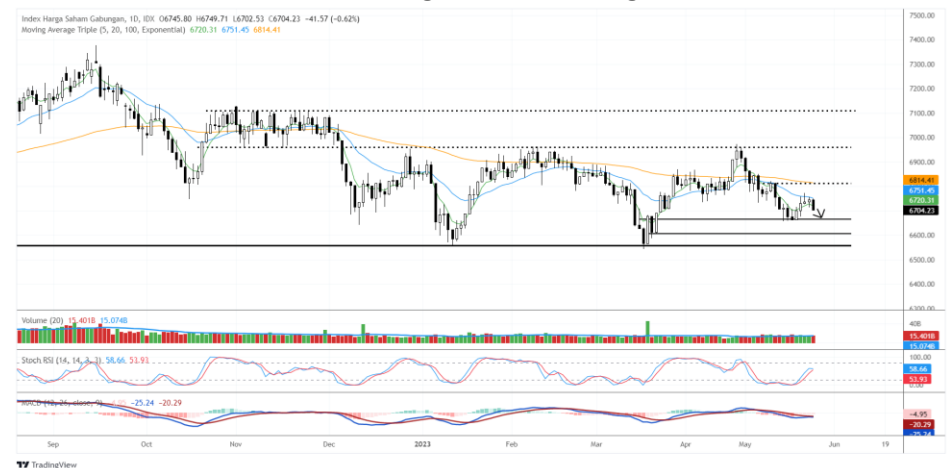 Index Harga Saham Gabungan, 1D, IDX O6745.80 H6749.71 L6702.53 C6704.23 -41.57 (-0.62%)
Moving Average Triple (5, 20, 100, Exponential) 6720.31 6751.45 6814.41
7500.00
7400.00
7300.00
7200.00
7100.00
7000.00
6900.00
6814.41
6751.45
6720.31
6704.23
6600.00
6500.00
6400.00
6300.00
Volume (20) 15.401B 15.074B
40B
15.401B
15.074B
Stoch RSI (14, 14, 3, 3) 58.66 53.93
100.00
58.66
53.93
0.00
MACD (12, 26, close, 9) -25.24 -20.29
-4.95
-20.29
-25.24
Sep Oct Nov Dec 2023 Feb Mar Apr May Jun 19
TradingView